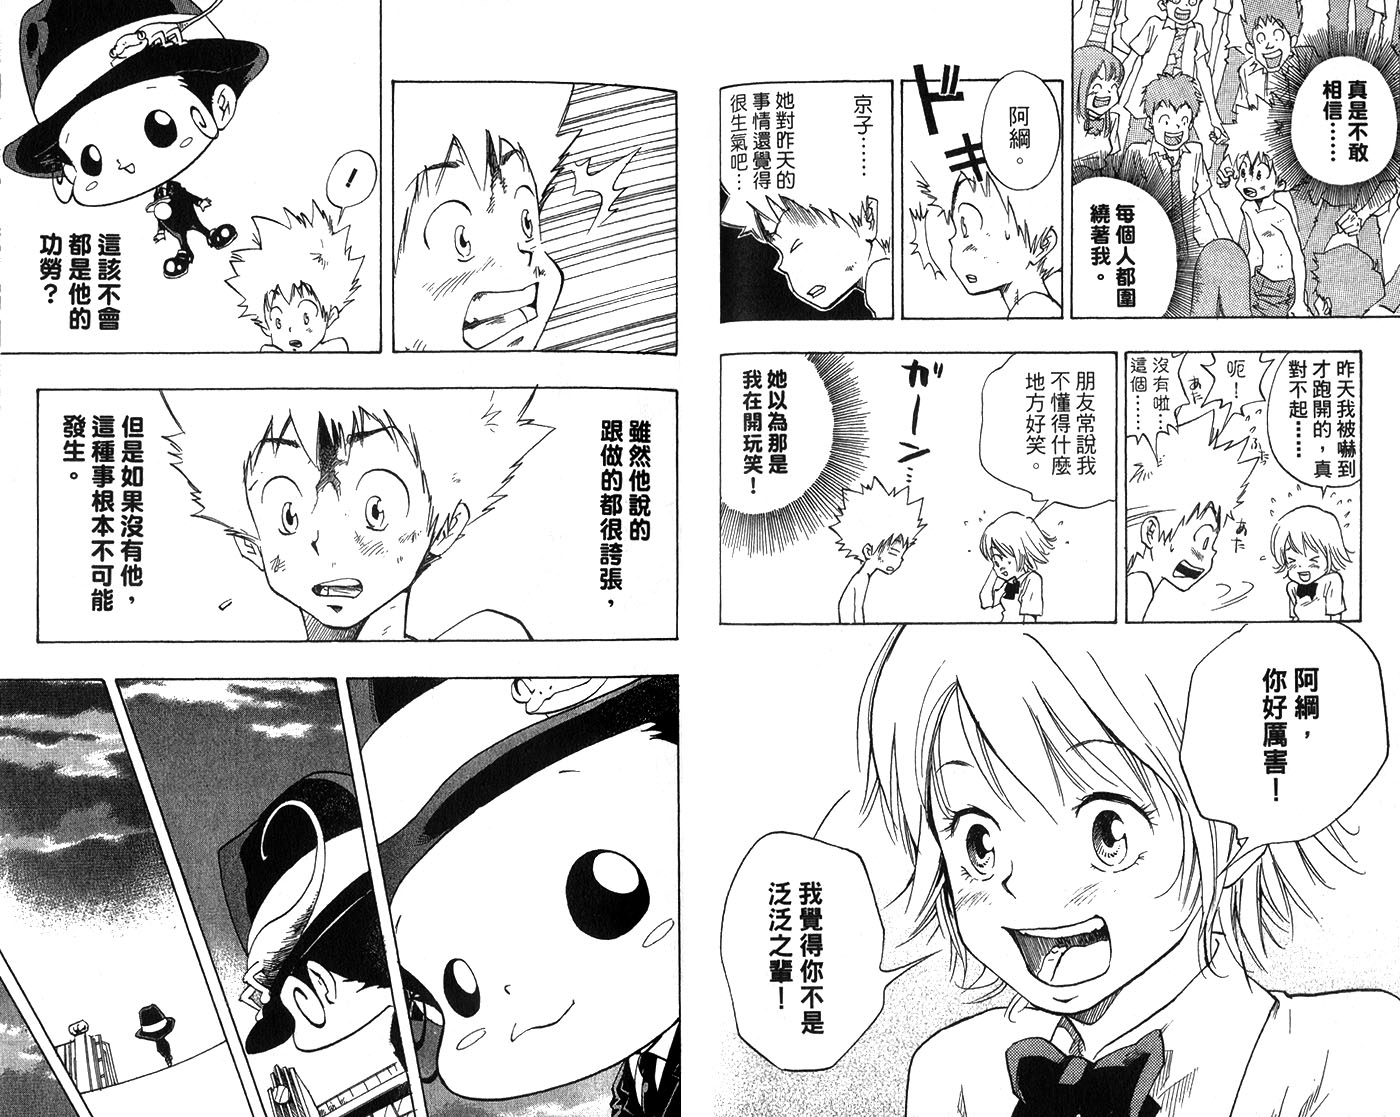 真是不敢
相信……
每個人都圍
繞著我。
阿綱。
ドキ
京子……
她對昨天的
事情還覺得
很生氣吧…
昨天我被嚇到
才跑開的，真
對不起……
呃！
沒有啦，
這個……
あた
ふた
あた
朋友常說我
不懂得什麼
地方好笑。
ガーン…
她以為那是
我在開玩笑！
阿綱，
你好厲害！
我覺得你不是
泛泛之輩！
！
這該不會
都是他的
功勞？
雖然他說的
跟做的都很誇張，
但是如果沒有他，
這種事根本不可能
發生。